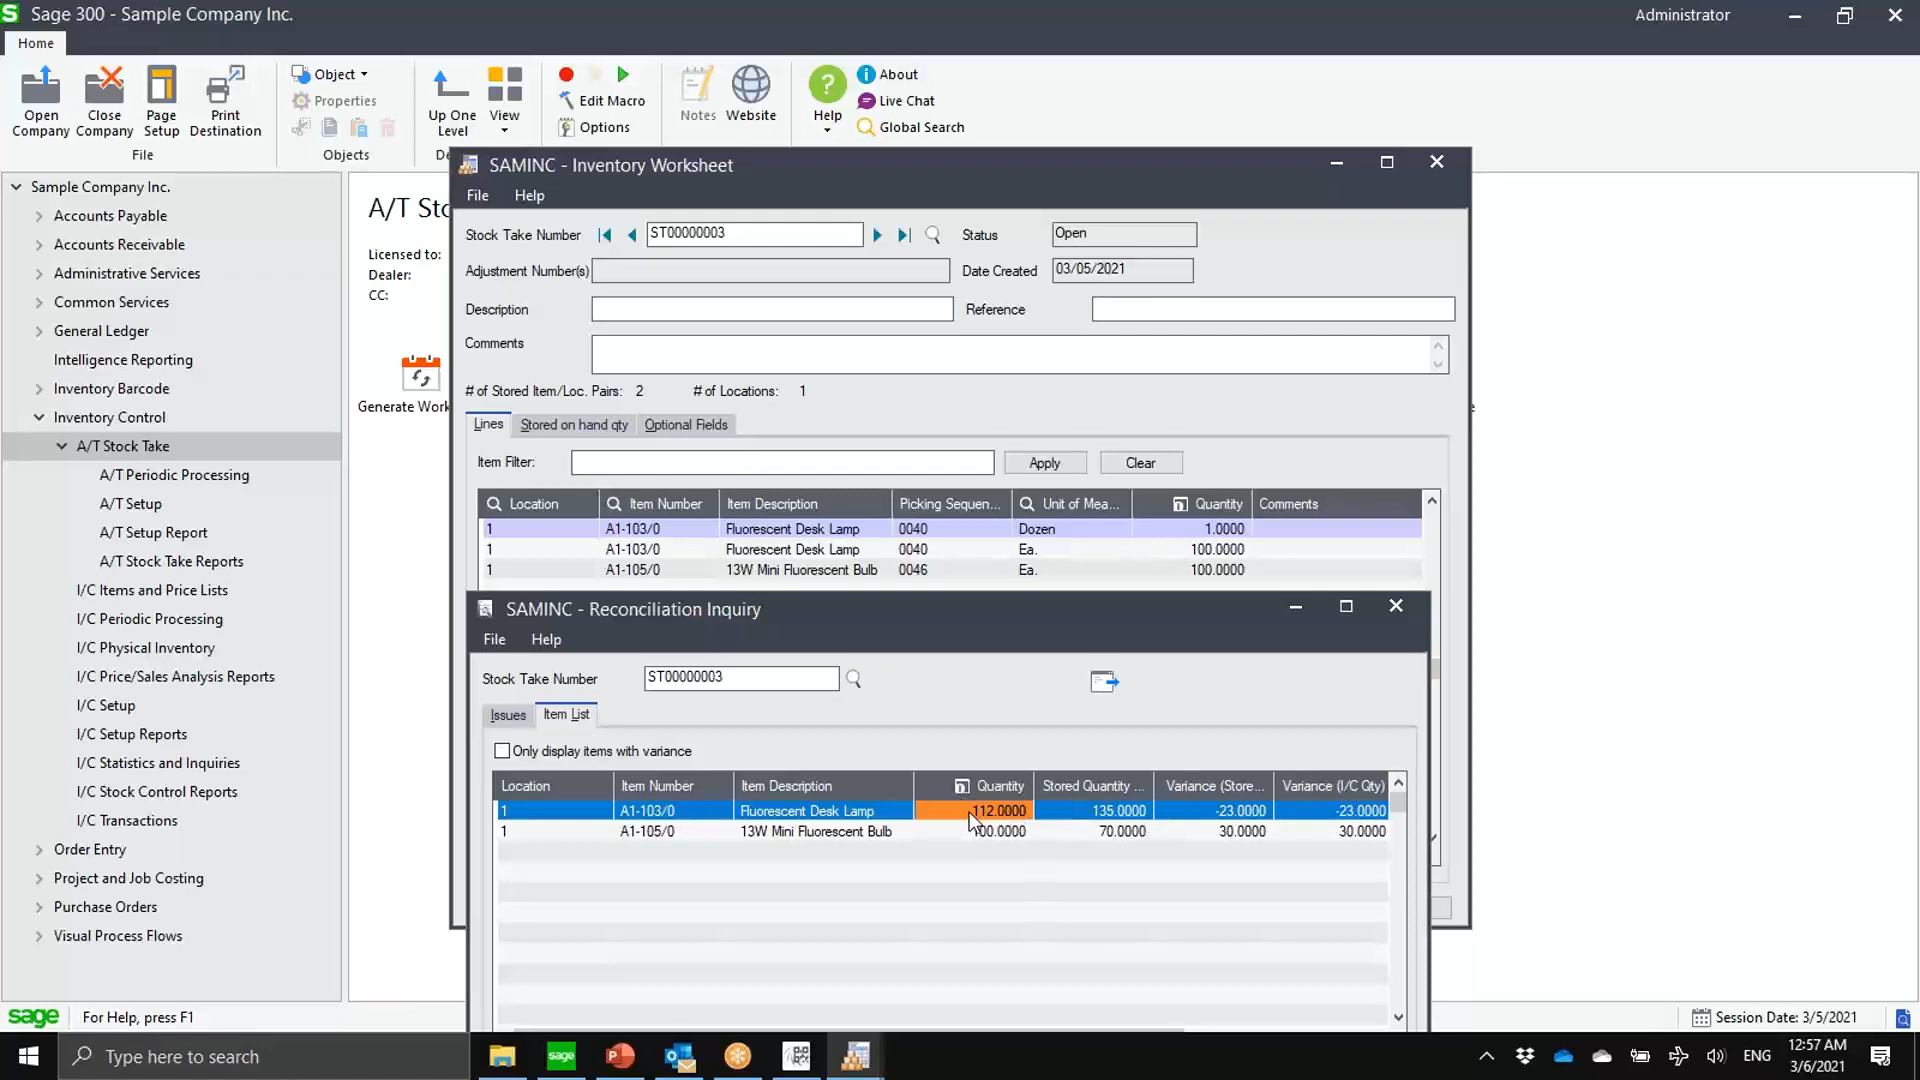 Sage 300 - Sample Company Inc.
Administrator
Home
Open Company
Close Company
Page Setup
Print Destination
File
Object
Properties
Objects
Up One Level
View
Edit Macro
Options
Notes
Website
Help
About
Live Chat
Global Search
Sample Company Inc.
Accounts Payable
Accounts Receivable
Administrative Services
Common Services
General Ledger
Intelligence Reporting
Inventory Barcode
Inventory Control
A/T Stock Take
A/T Periodic Processing
A/T Setup
A/T Setup Report
A/T Stock Take Reports
I/C Items and Price Lists
I/C Periodic Processing
I/C Physical Inventory
I/C Price/Sales Analysis Reports
I/C Setup
I/C Setup Reports
I/C Statistics and Inquiries
I/C Stock Control Reports
I/C Transactions
Order Entry
Project and Job Costing
Purchase Orders
Visual Process Flows
A/T Sto
Licensed to:
Dealer:
CC:
Generate Work
SAMINC - Inventory Worksheet
File Help
Stock Take Number ST00000003 Status Open
Adjustment Number(s) Date Created 03/05/2021
Description Reference
Comments
# of Stored Item/Loc. Pairs: 2 # of Locations: 1
Lines Stored on hand qty Optional Fields
Item Filter: Apply Clear
Location Item Number Item Description Picking Sequen... Unit of Mea... Quantity Comments
1 A1-103/0 Fluorescent Desk Lamp 0040 Dozen 1.0000
1 A1-103/0 Fluorescent Desk Lamp 0040 Ea. 100.0000
1 A1-105/0 13W Mini Fluorescent Bulb 0046 Ea. 100.0000
SAMINC - Reconciliation Inquiry
File Help
Stock Take Number ST00000003
Issues Item List
Only display items with variance
Location Item Number Item Description Quantity Stored Quantity ... Variance (Store... Variance (I/C Qty)
1 A1-103/0 Fluorescent Desk Lamp 112.0000 135.0000 -23.0000 -23.0000
1 A1-105/0 13W Mini Fluorescent Bulb 100.0000 70.0000 30.0000 30.0000
sage For Help, press F1
Session Date: 3/5/2021
Type here to search
sage
ENG
12:57 AM
3/6/2021